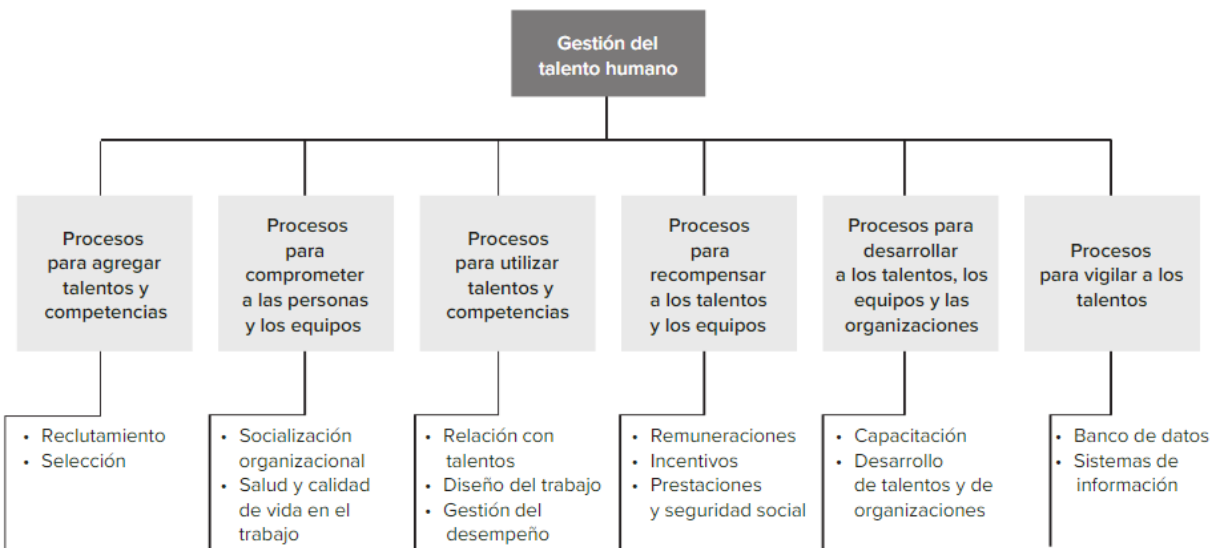 Gestión del
talento humano
Procesos
para agregar
talentos y
competencias
Procesos
para
comprometer
a las personas
y los equipos
Procesos
para utilizar
talentos y
competencias
Procesos
para
recompensar
a los talentos
y los equipos
Procesos para
desarrollar
a los talentos, los
equipos y las
organizaciones
Procesos
para vigilar a los
talentos
• Reclutamiento
• Selección
• Socialización
organizacional
• Salud y calidad
de vida en el
trabajo
• Relación con
talentos
• Diseño del trabajo
• Gestión del
desempeño
• Remuneraciones
• Incentivos
• Prestaciones
y seguridad social
• Capacitación
• Desarrollo
de talentos y de
organizaciones
• Banco de datos
• Sistemas de
información